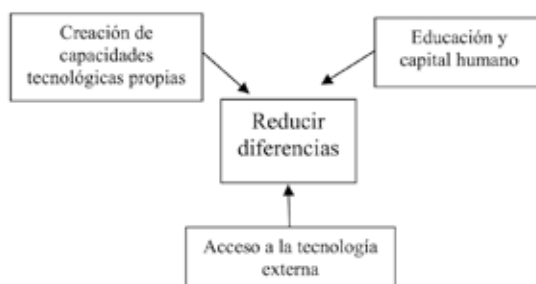 Creación de
capacidades
tecnológicas propias
Educación y
capital humano
Reducir
diferencias
Acceso a la tecnología
externa